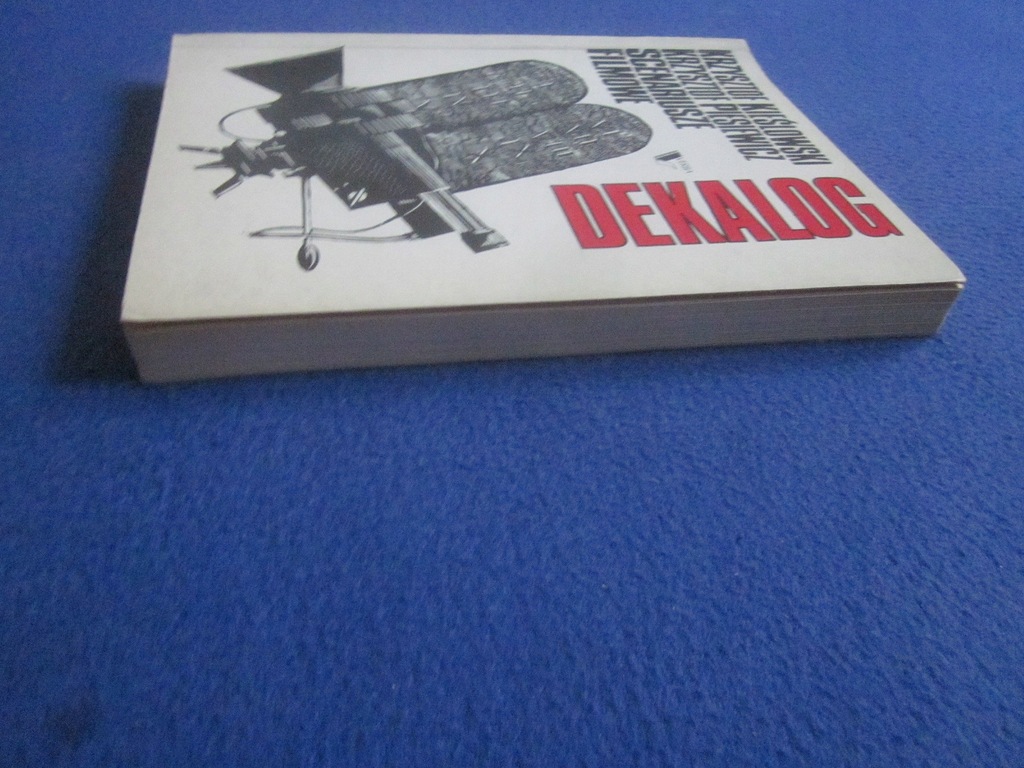 KRZYSZTOF KIEŚLOWSKI
KRZYSZTOF PIESIEWICZ
SCENARIUSZE
FILMOWE
DEKALOG